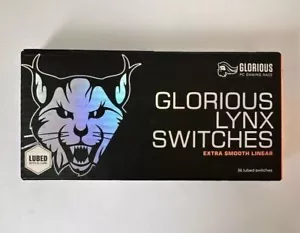 GLORIOUS
PC GAMING RACE
GLORIOUS
LYNX
SWITCHES
EXTRA SMOOTH LINEAR
LUBED
36 lubed switches